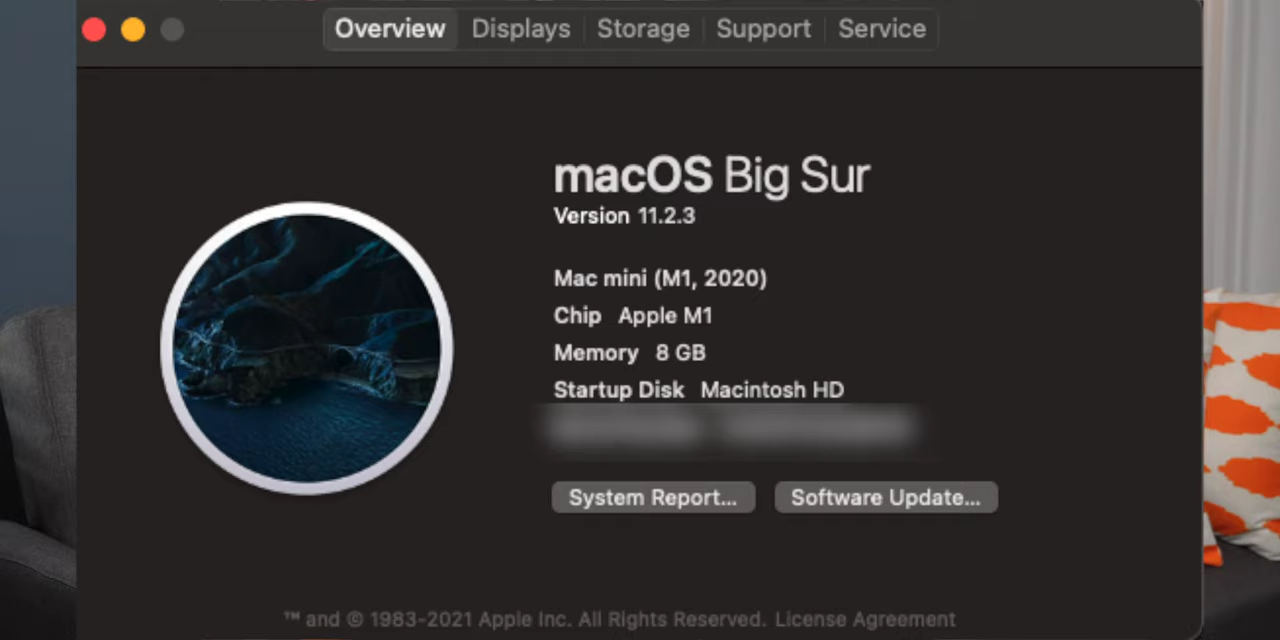 Overview Displays Storage Support Service
macOS Big Sur
Version 11.2.3
Mac mini (M1, 2020)
Chip Apple M1
Memory 8 GB
Startup Disk Macintosh HD
System Report... Software Update...
™ and © 1983-2021 Apple Inc. All Rights Reserved. License Agreement